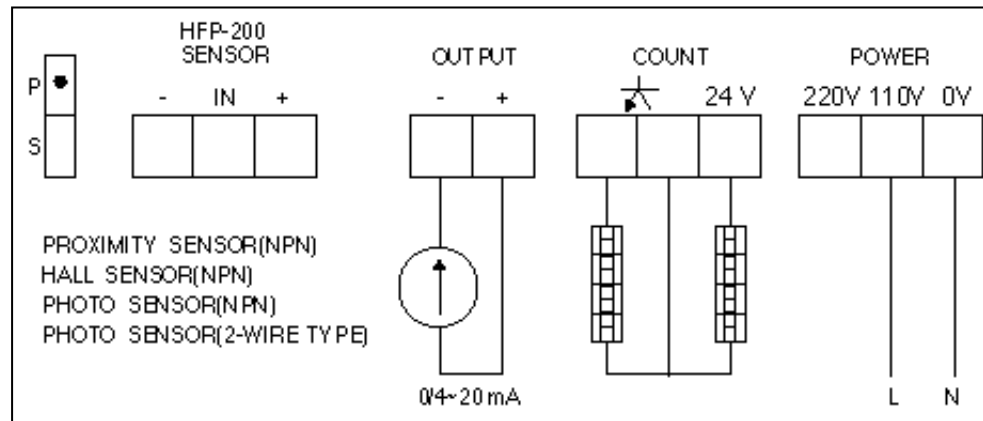 HFP-200
SENSOR
OUTPUT
COUNT
POWER
P
- IN +
- +
24 V
220V 110V 0V
S
PROXIMITY SENSOR(NPN)
HALL SENSOR(NPN)
PHOTO SENSOR(NPN)
PHOTO SENSOR(2-WIRE TYPE)
0/4~20mA
L N